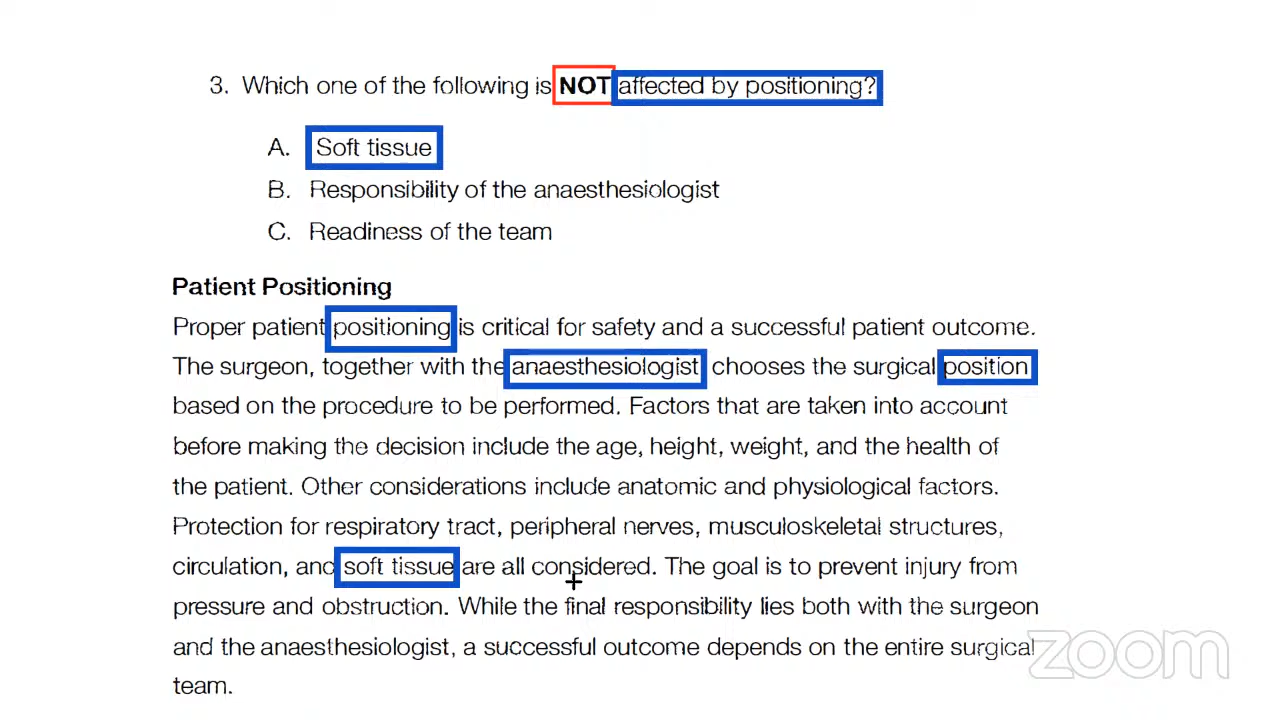 3. Which one of the following is NOT affected by positioning?
A. Soft tissue
B. Responsibility of the anaesthesiologist
C. Readiness of the team
Patient Positioning
Proper patient positioning is critical for safety and a successful patient outcome.
The surgeon, together with the anaesthesiologist chooses the surgical position
based on the procedure to be performed. Factors that are taken into account
before making the decision include the age, height, weight, and the health of
the patient. Other considerations include anatomic and physiological factors.
Protection for respiratory tract, peripheral nerves, musculoskeletal structures,
circulation, and soft tissue are all considered. The goal is to prevent injury from
pressure and obstruction. While the final responsibility lies both with the surgeon
and the anaesthesiologist, a successful outcome depends on the entire surgical
team.
zoom